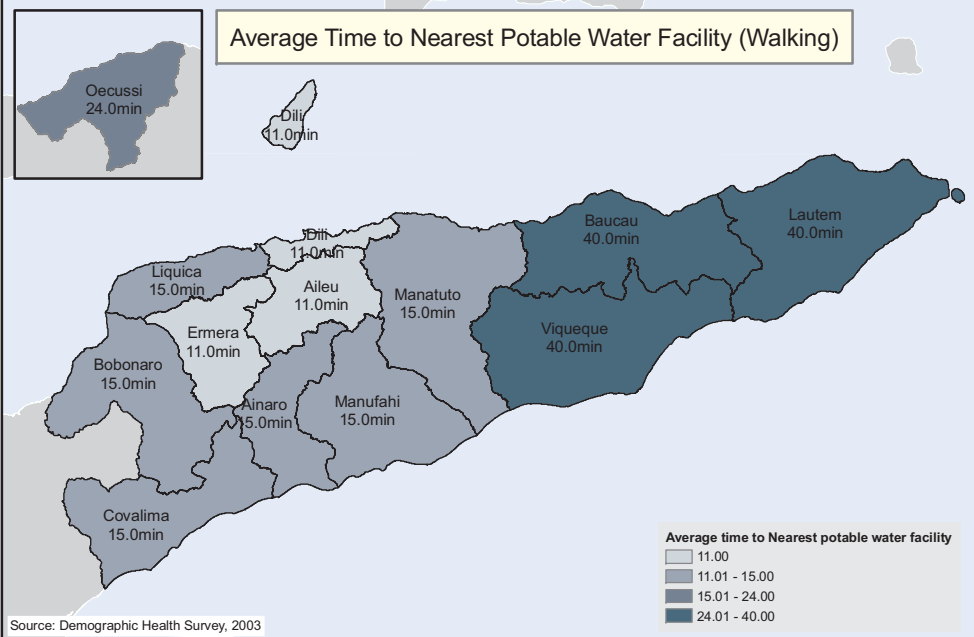 Average Time to Nearest Potable Water Facility (Walking)
Oecussi
24.0min
Dili
11.0min
Baucau
40.0min
Lautem
40.0min
Dili
11.0min
Liquica
15.0min
Aileu
11.0min
Manatuto
15.0min
Ermera
11.0min
Viqueque
40.0min
Bobonaro
15.0min
Ainaro
15.0min
Manufahi
15.0min
Covalima
15.0min
Average time to Nearest potable water facility
11.00
11.01 - 15.00
15.01 - 24.00
24.01 - 40.00
Source: Demographic Health Survey, 2003